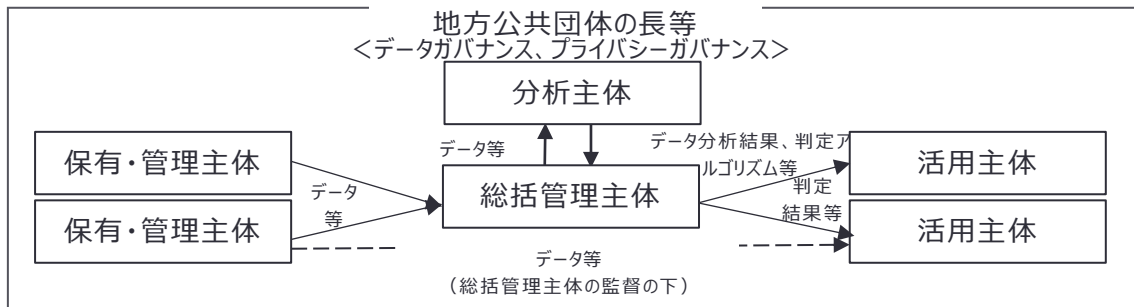 地方公共団体の長等
＜データガバナンス、プライバシーガバナンス＞
分析主体
保有・管理主体
保有・管理主体
データ
等
データ等
総括管理主体
データ分析結果、判定ア
ルゴリズム等
判定
結果等
活用主体
活用主体
データ等
（総括管理主体の監督の下）